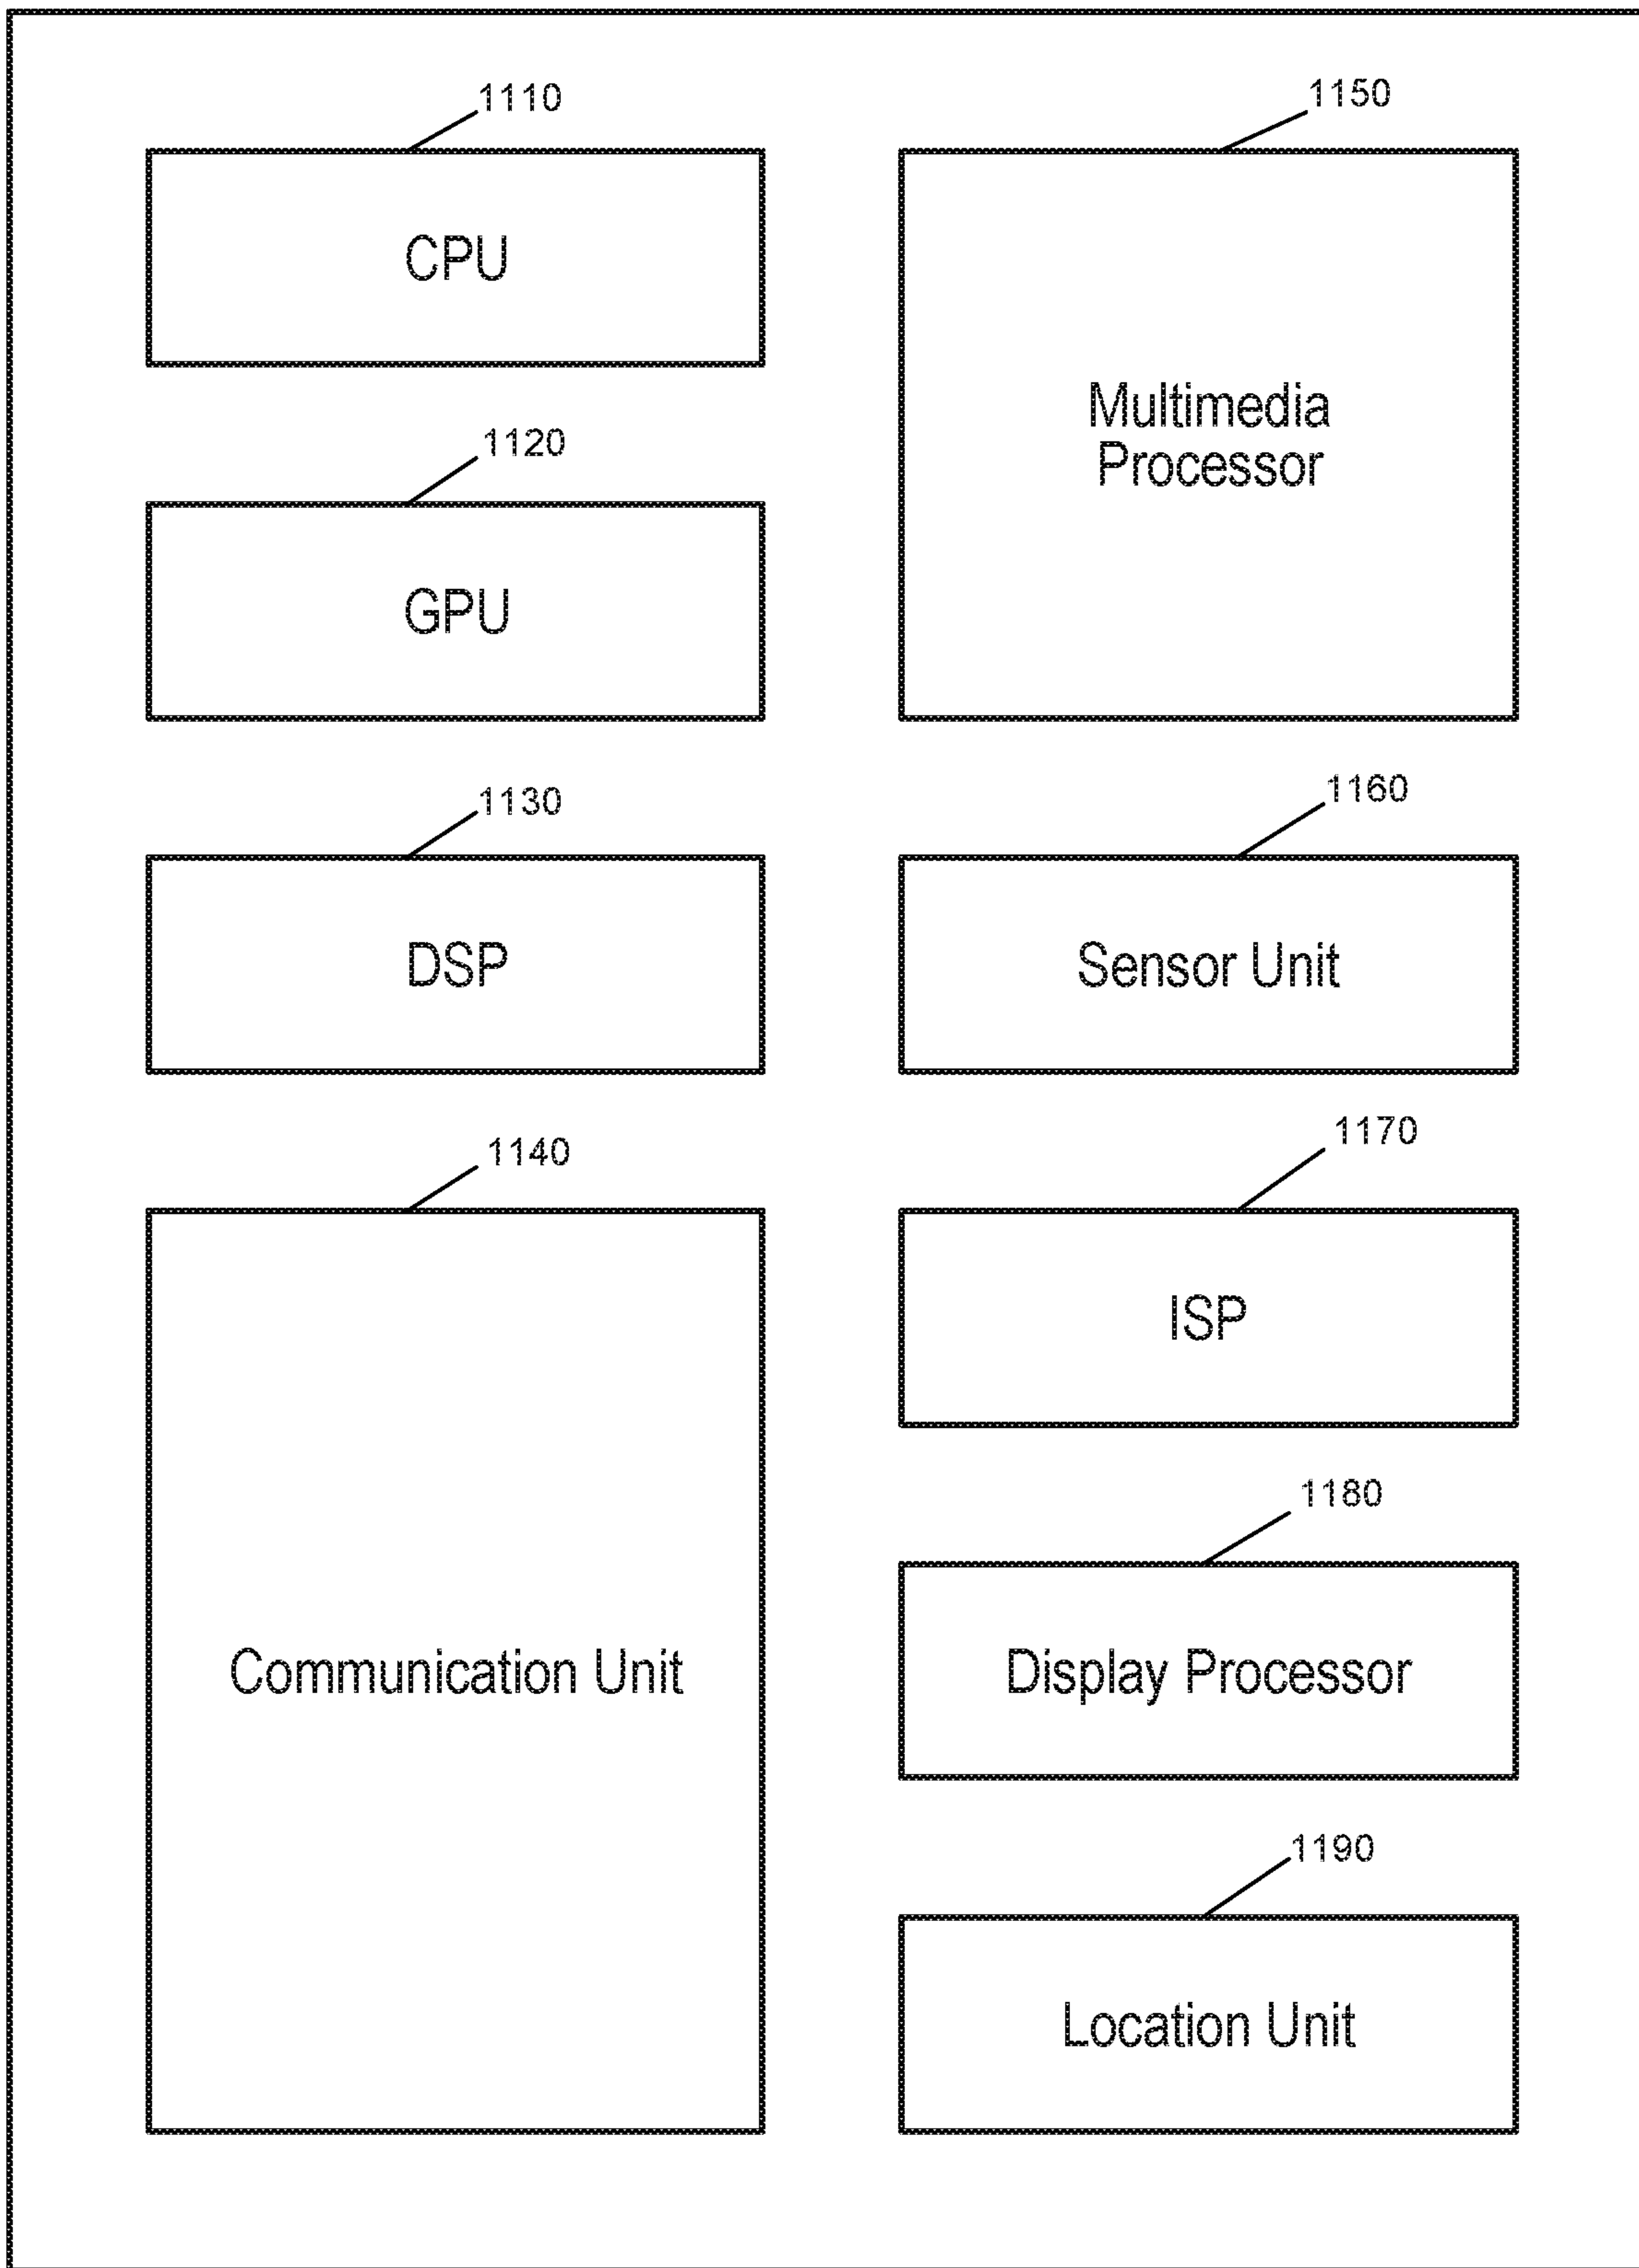 1110
CPU
1120
GPU
1130
DSP
1140
Communication Unit
1150
Multimedia
Processor
1160
Sensor Unit
1170
ISP
1180
Display Processor
1190
Location Unit